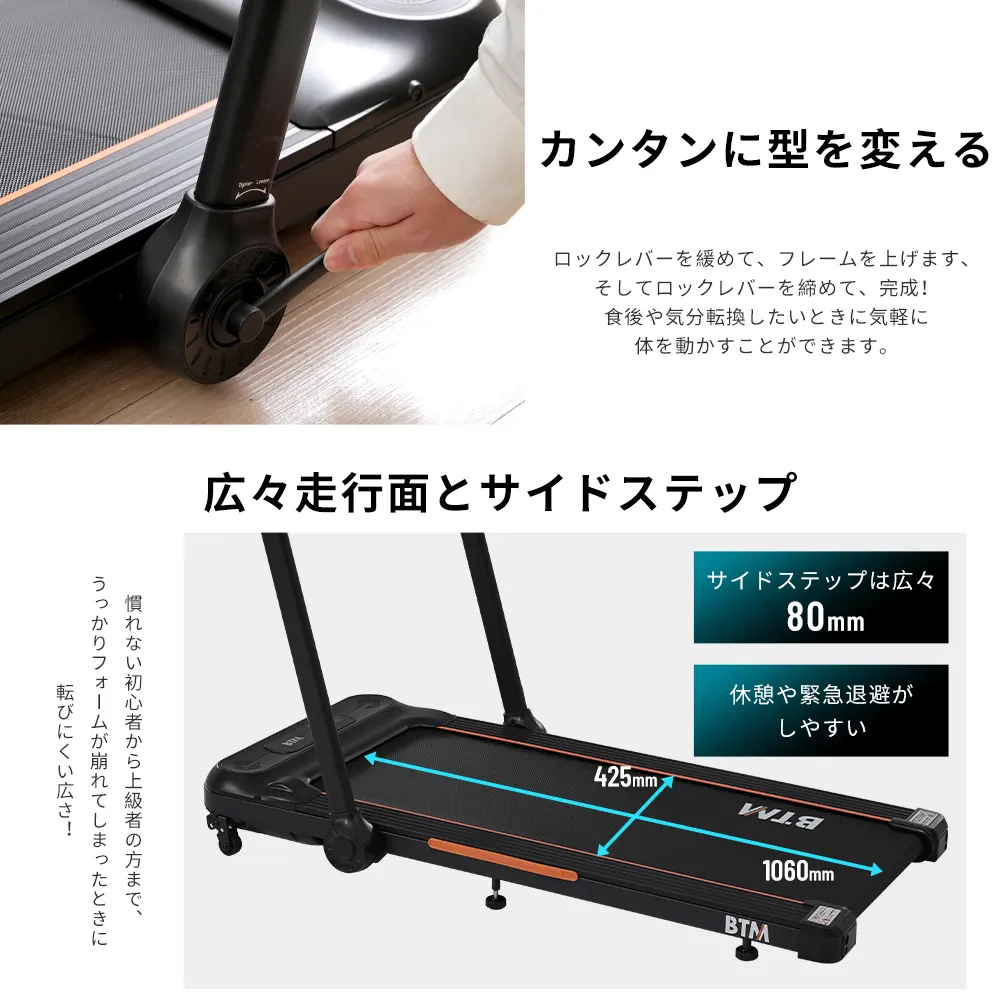 Tighter Loosen
カンタンに型を変える
ロックレバーを緩めて、フレームを上げます、
そしてロックレバーを締めて、完成！
食後や気分転換したいときに気軽に
体を動かすことができます。
広々走行面とサイドステップ
慣れない初心者から上級者の方まで、
うっかりフォームが崩れてしまったときに
転びにくい広さ！
サイドステップは広々
80mm
休憩や緊急退避が
しやすい
425mm
1060mm
BTM
BTM
BTM